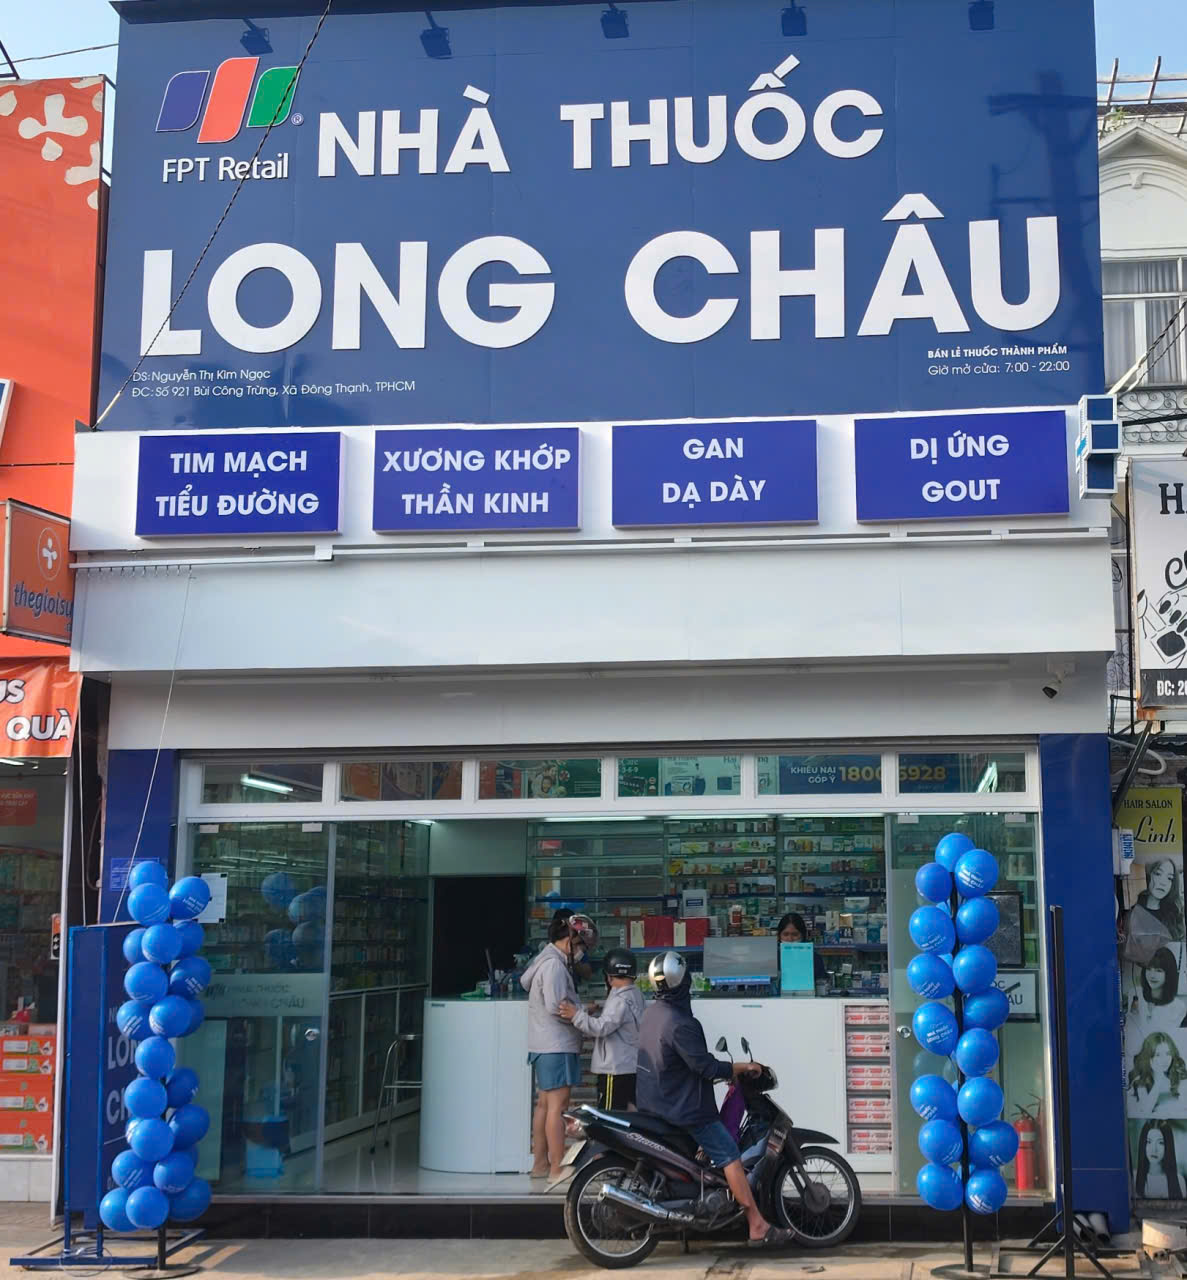 FPT Retail
NHÀ THUỐC
LONG CHÂU
DS: Nguyễn Thị Kim Ngọc
ĐC: Số 921 Bùi Công Trừng, Xã Đông Thạnh, TPHCM
BÁN LẺ THUỐC THÀNH PHẨM
Giờ mở cửa: 7:00 - 22:00
TIM MẠCH
TIỂU ĐƯỜNG
XƯƠNG KHỚP
THẦN KINH
GAN
DẠ DÀY
DỊ ỨNG
GOUT
QUÀ
KHIẾU NẠI
GÓP Ý
6928
HAIR SALON
Linh
ĐC: